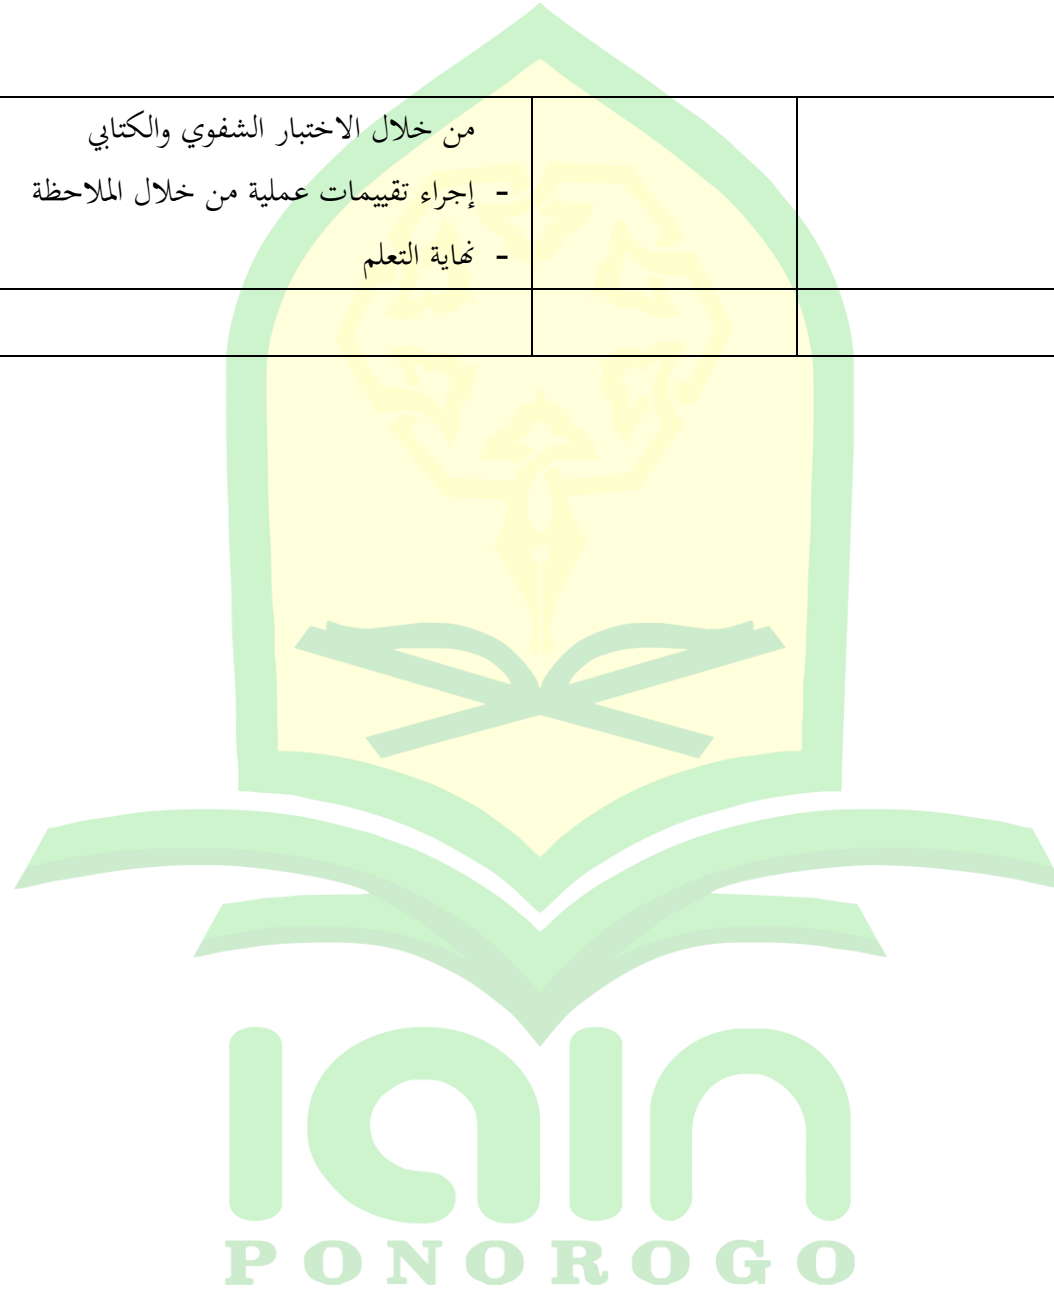 من خلال الاختبار الشفوي والكتابي
- إجراء تقييمات عملية من خلال الملاحظة
- نهاية التعلم
iain
PONOROGO